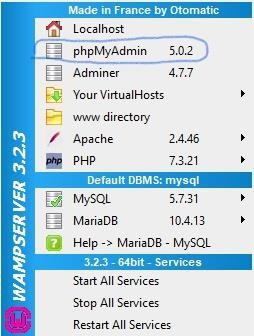 Made in France by Otomatic
Localhost
phpMyAdmin 5.0.2
Adminer 4.7.7
Your VirtualHosts
www directory
Apache 2.4.46
php PHP 7.3.21
Default DBMS: mysql
MySQL 5.7.31
MariaDB 10.4.13
Help -> MariaDB - MySQL
3.2.3 - 64bit - Services
Start All Services
Stop All Services
Restart All Services
WAMPSERVER 3.2.3